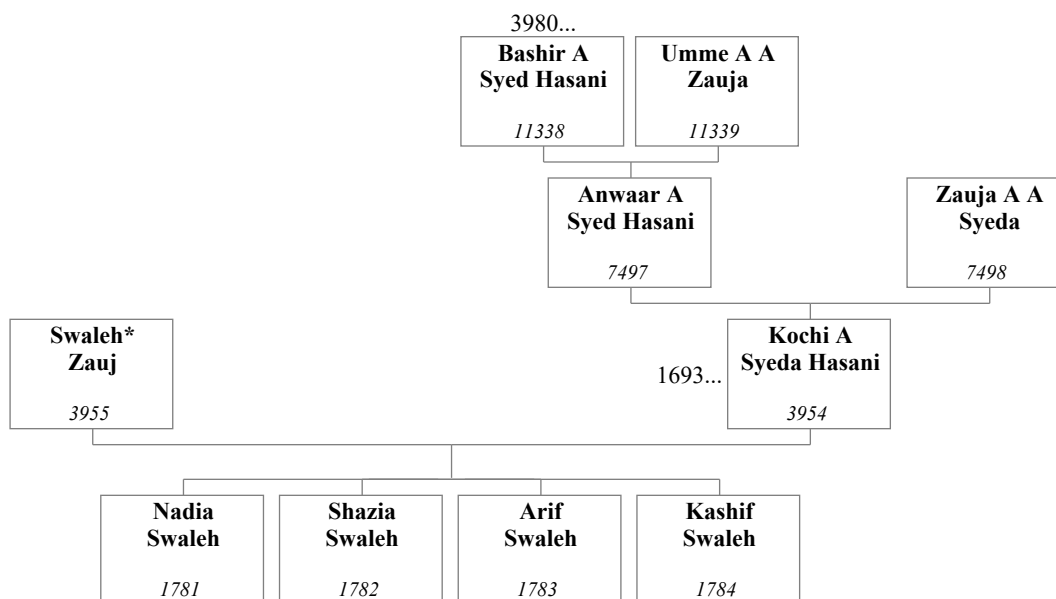 3980...
Bashir A
Syed Hasani
11338
Umme A A
Zauja
11339
Anwaar A
Syed Hasani
7497
Zauja A A
Syeda
7498
Swaleh*
Zauj
3955
1693...
Kochi A
Syeda Hasani
3954
Nadia
Swaleh
1781
Shazia
Swaleh
1782
Arif
Swaleh
1783
Kashif
Swaleh
1784